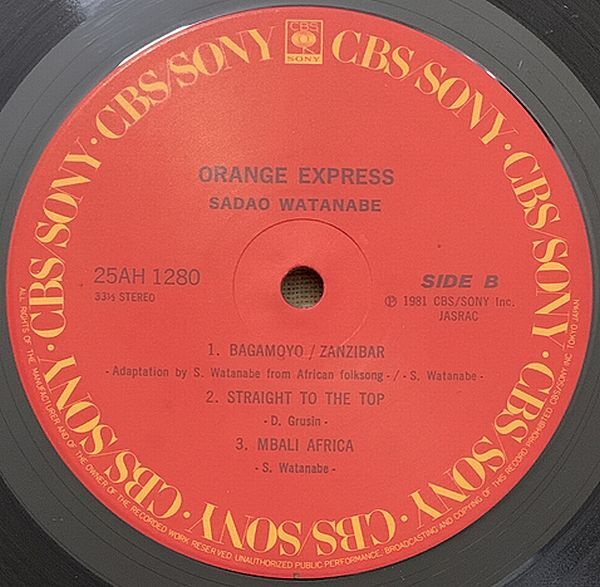 CBS
SONY
CBS/SONY · CBS/SONY · CBS/SONY · CBS/SONY · CBS/SONY · CBS/SONY · CBS/SONY · CBS/SONY ·
ORANGE EXPRESS
SADAO WATANABE
25AH 1280
33⅓ STEREO
SIDE B
Ⓟ 1981 CBS/SONY Inc.
JASRAC
1. BAGAMOYO / ZANZIBAR
- Adaptation by S. Watanabe from African folksong - / - S. Watanabe -
2. STRAIGHT TO THE TOP
- D. Grusin -
3. MBALI AFRICA
- S. Watanabe -
ALL RIGHTS OF THE MANUFACTURER AND OF THE OWNER OF THE RECORDED WORK RESERVED. UNAUTHORIZED PUBLIC PERFORMANCE, BROADCASTING AND COPYING OF THIS RECORD PROHIBITED. CBS/SONY INC. TOKYO JAPAN